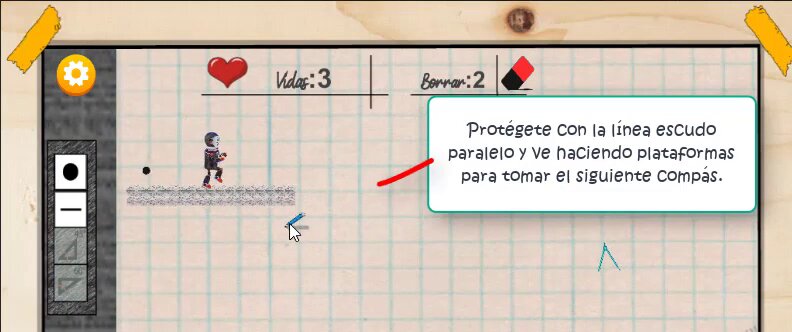 Vidas:3
Borrar:2
Protégete con la línea escudo
paralelo y ve haciendo plataformas
para tomar el siguiente compás.